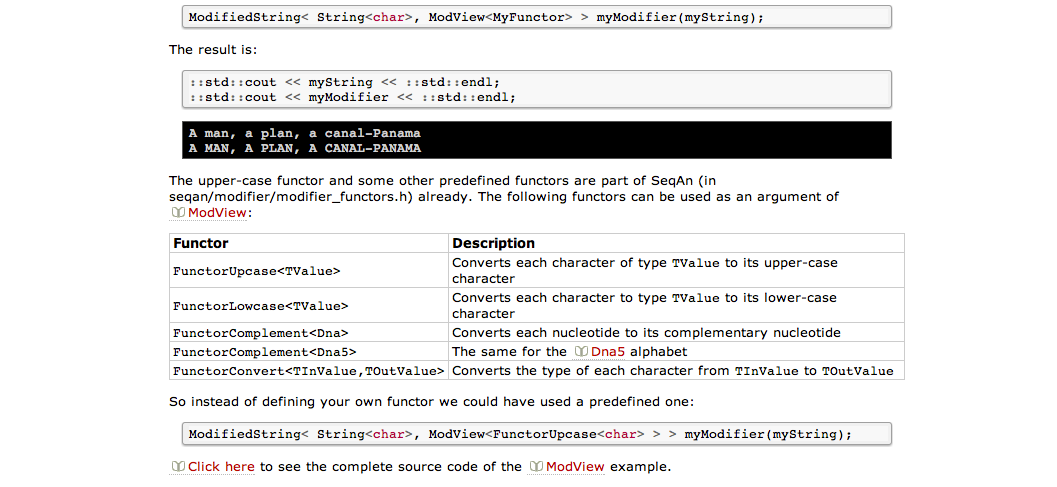 ModifiedString< String<char>, ModView<MyFunctor> > myModifier(myString);
The result is:
::std::cout << myString << ::std::endl;
::std::cout << myModifier << ::std::endl;
A man, a plan, a canal-Panama
A MAN, A PLAN, A CANAL-PANAMA
The upper-case functor and some other predefined functors are part of SeqAn (in
seqan/modifier/modifier_functors.h) already. The following functors can be used as an argument of
ModView:
Functor Description
FunctorUpcase<TValue> Converts each character of type TValue to its upper-case
character
FunctorLowcase<TValue> Converts each character to type TValue to its lower-case
character
FunctorComplement<Dna> Converts each nucleotide to its complementary nucleotide
FunctorComplement<Dna5> The same for the Dna5 alphabet
FunctorConvert<TInValue,TOutValue> Converts the type of each character from TInValue to TOutValue
So instead of defining your own functor we could have used a predefined one:
ModifiedString< String<char>, ModView<FunctorUpcase<char> > > myModifier(myString);
Click here to see the complete source code of the ModView example.